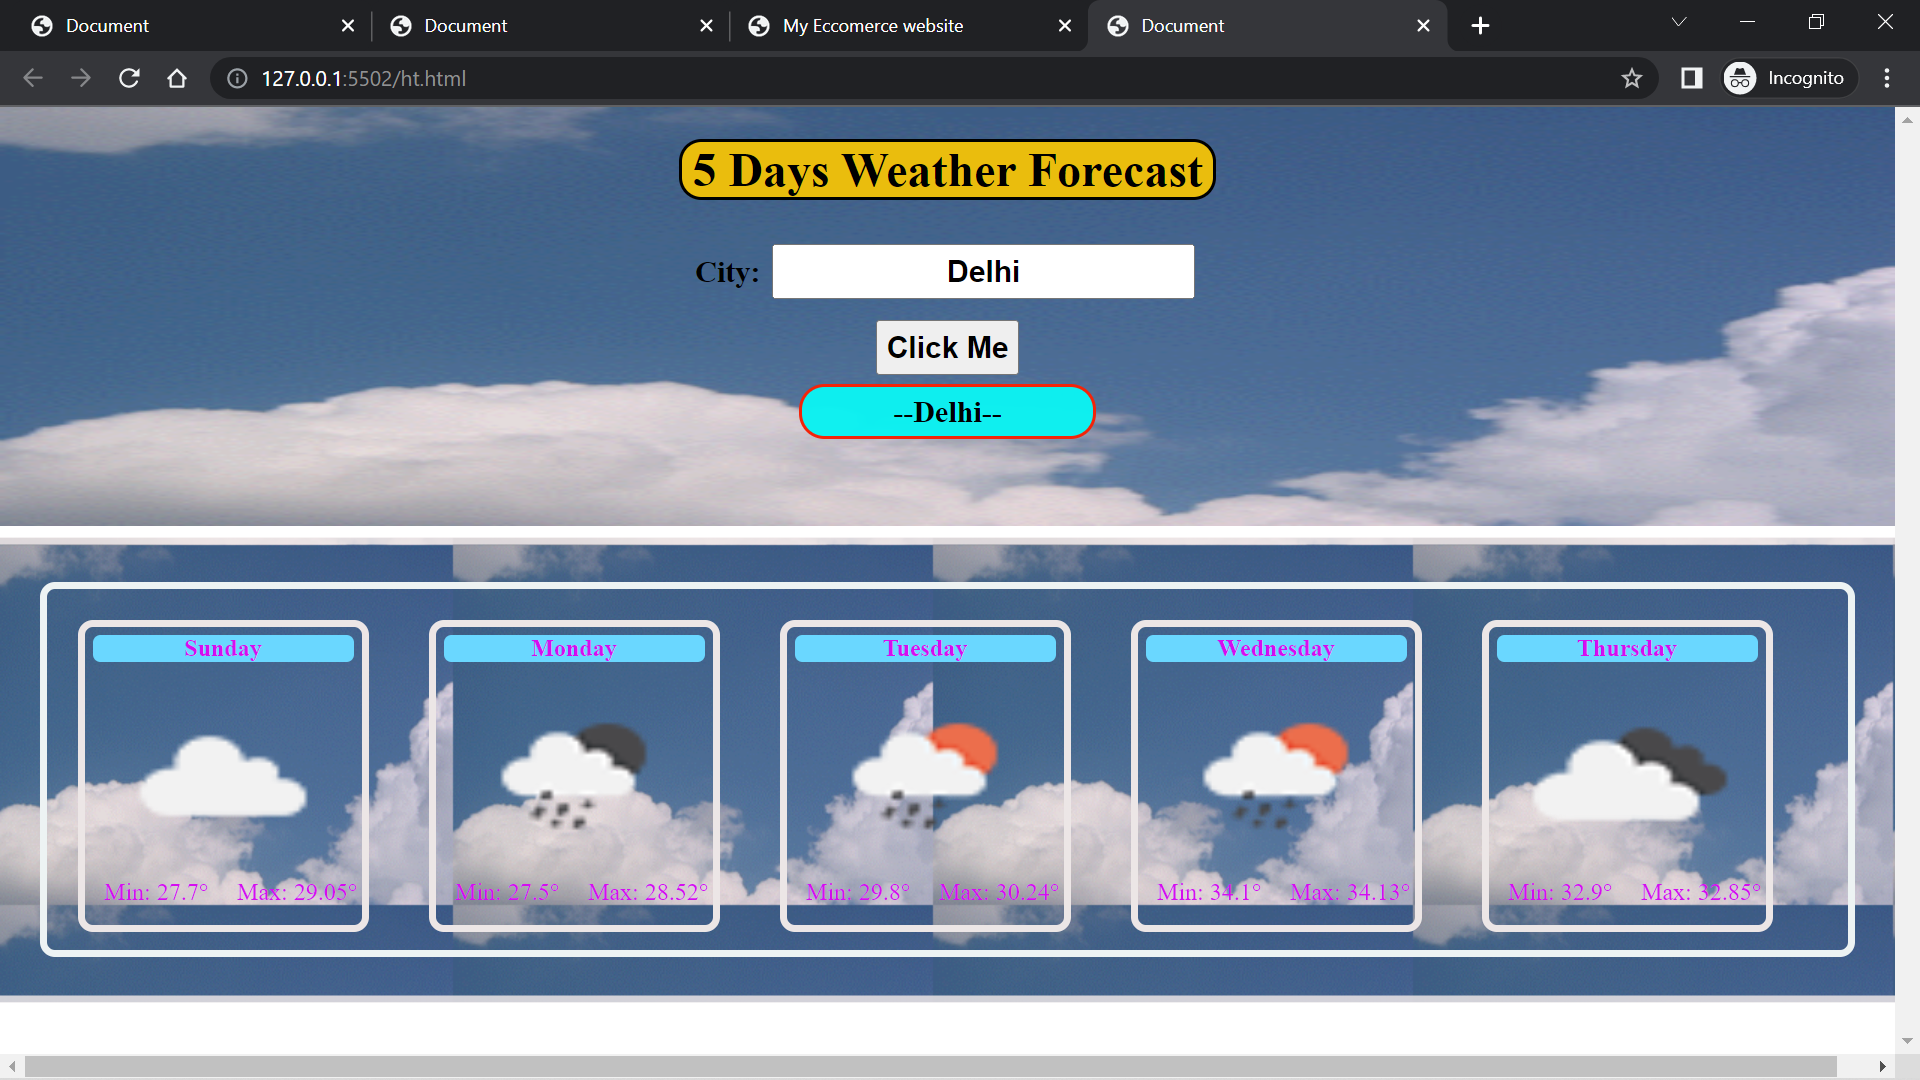 Document
Document
My Eccomerce website
Document
127.0.0.1:5502/ht.html
Incognito
5 Days Weather Forecast
City: Delhi
Click Me
--Delhi--
Sunday Monday Tuesday Wednesday Thursday
Min: 27.7° Max: 29.05° Min: 27.5° Max: 28.52° Min: 29.8° Max: 30.24° Min: 34.1° Max: 34.13° Min: 32.9° Max: 32.85°